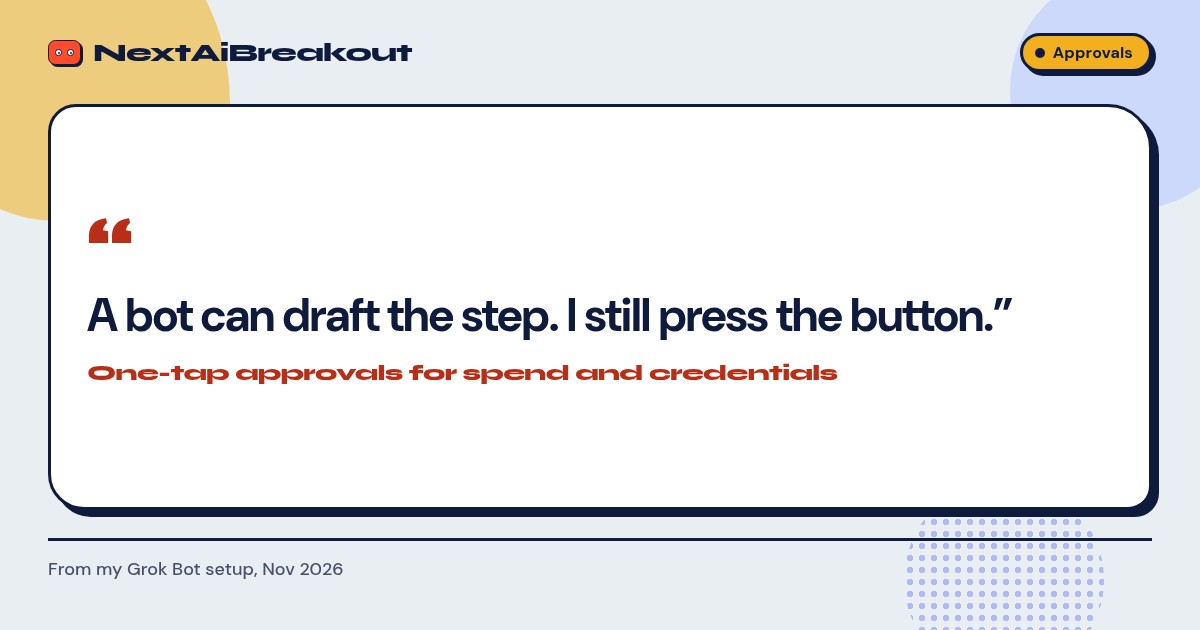 NextAiBreakout
Approvals
“
A bot can draft the step. I still press the button.”
One-tap approvals for spend and credentials
From my Grok Bot setup, Nov 2026